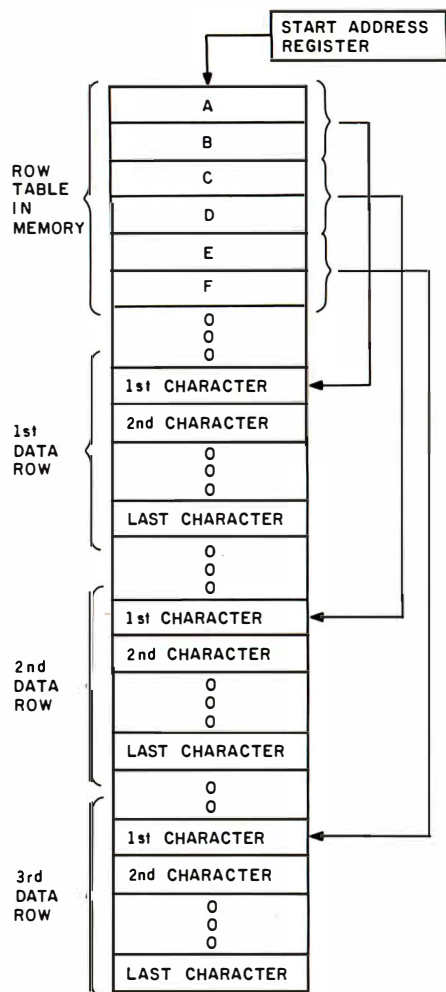 START ADDRESS
REGISTER
ROW
TABLE
IN
MEMORY
A
B
C
D
E
F
O
O
O
1st
DATA
ROW
1st CHARACTER
2nd CHARACTER
O
O
O
LAST CHARACTER
O
O
O
2nd
DATA
ROW
1st CHARACTER
2nd CHARACTER
O
O
O
LAST CHARACTER
O
O
3rd
DATA
ROW
1st CHARACTER
2nd CHARACTER
O
O
O
LAST CHARACTER